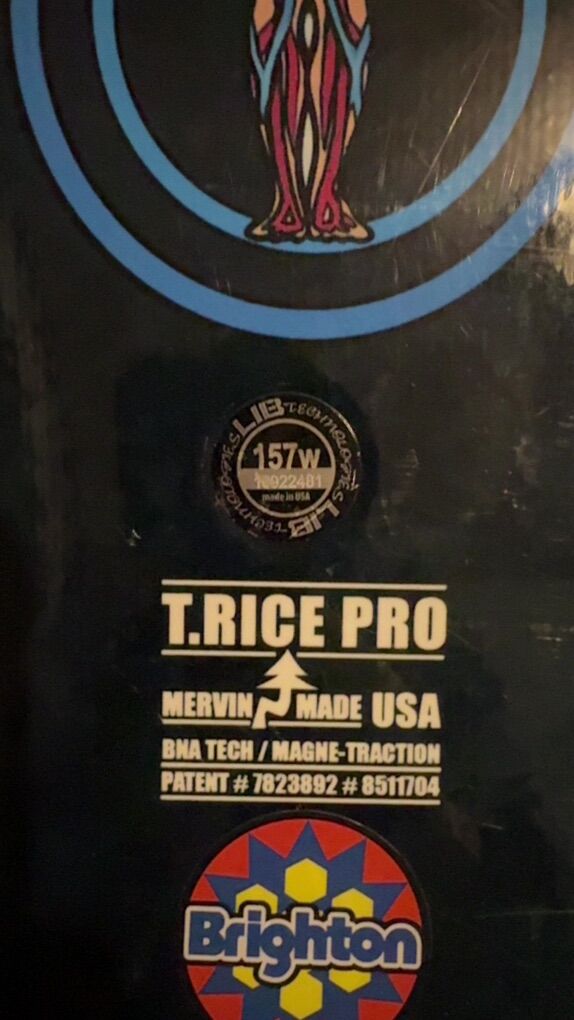 LIB TECHNOLOGIES
157w
made in USA
LIB TECHNOLOGIES
T.RICE PRO
MERVIN MADE USA
BNA TECH / MAGNE-TRACTION
PATENT # 7823892 # 8511704
Brighton